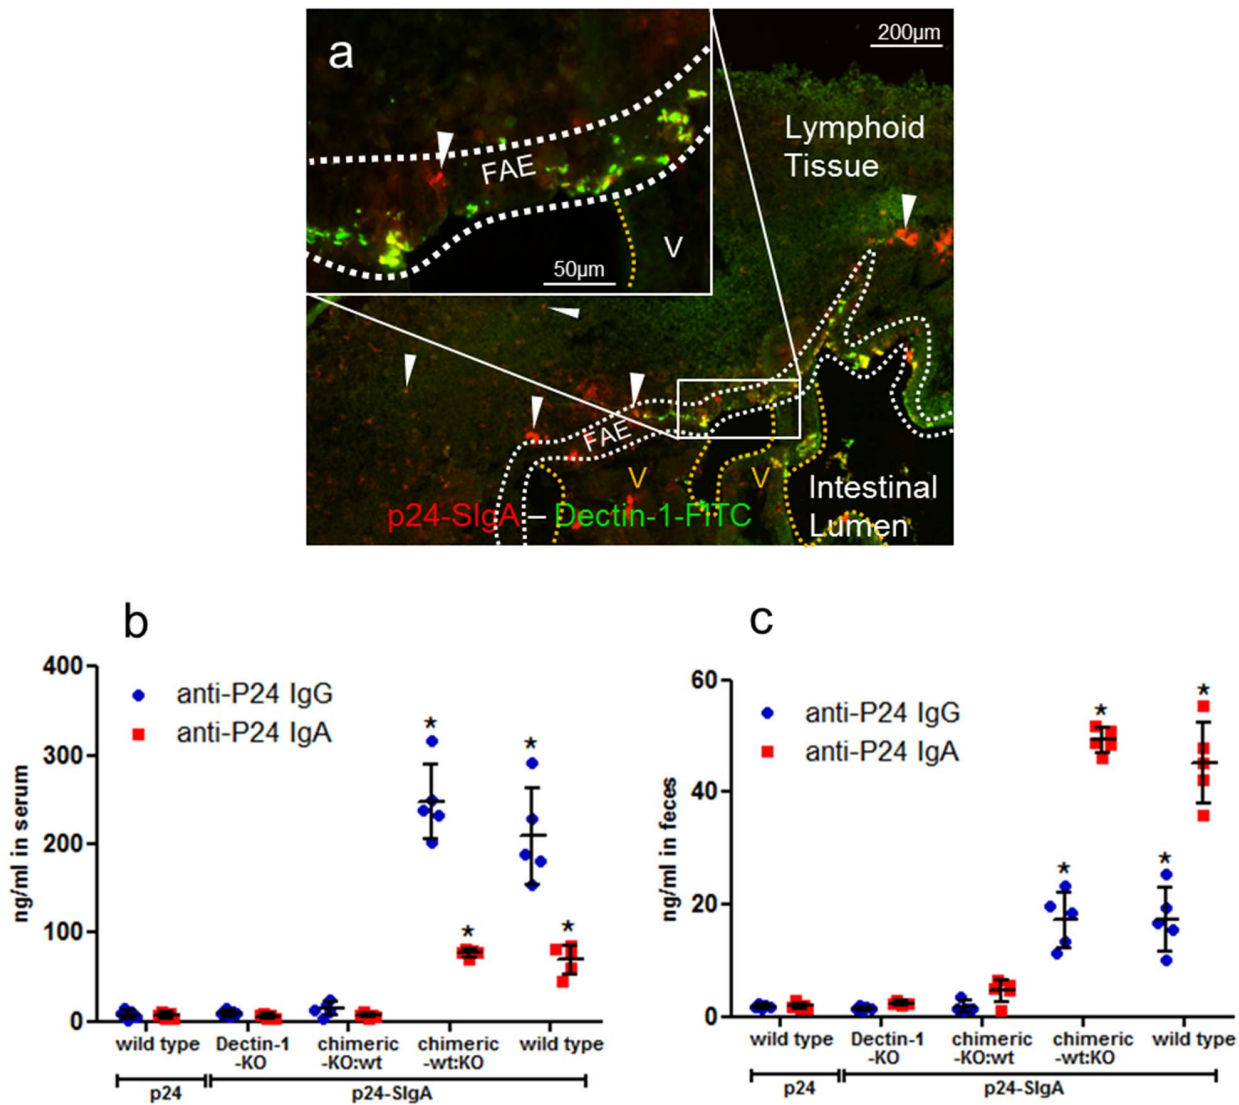 a
200µm
Lymphoid
Tissue
FAE
V
50µm
FAE
V
V
Intestinal
Lumen
p24-SIgA – Dectin-1-FITC
b
400
300
200
100
0
ng/ml in serum
anti-P24 IgG
anti-P24 IgA
*
*
*
*
wild type
Dectin-1
-KO
chimeric
-KO:wt
chimeric
-wt:KO
wild type
p24
p24-SIgA
c
60
40
20
0
ng/ml in feces
anti-P24 IgG
anti-P24 IgA
*
*
*
*
wild type
Dectin-1
-KO
chimeric
-KO:wt
chimeric
-wt:KO
wild type
p24
p24-SIgA